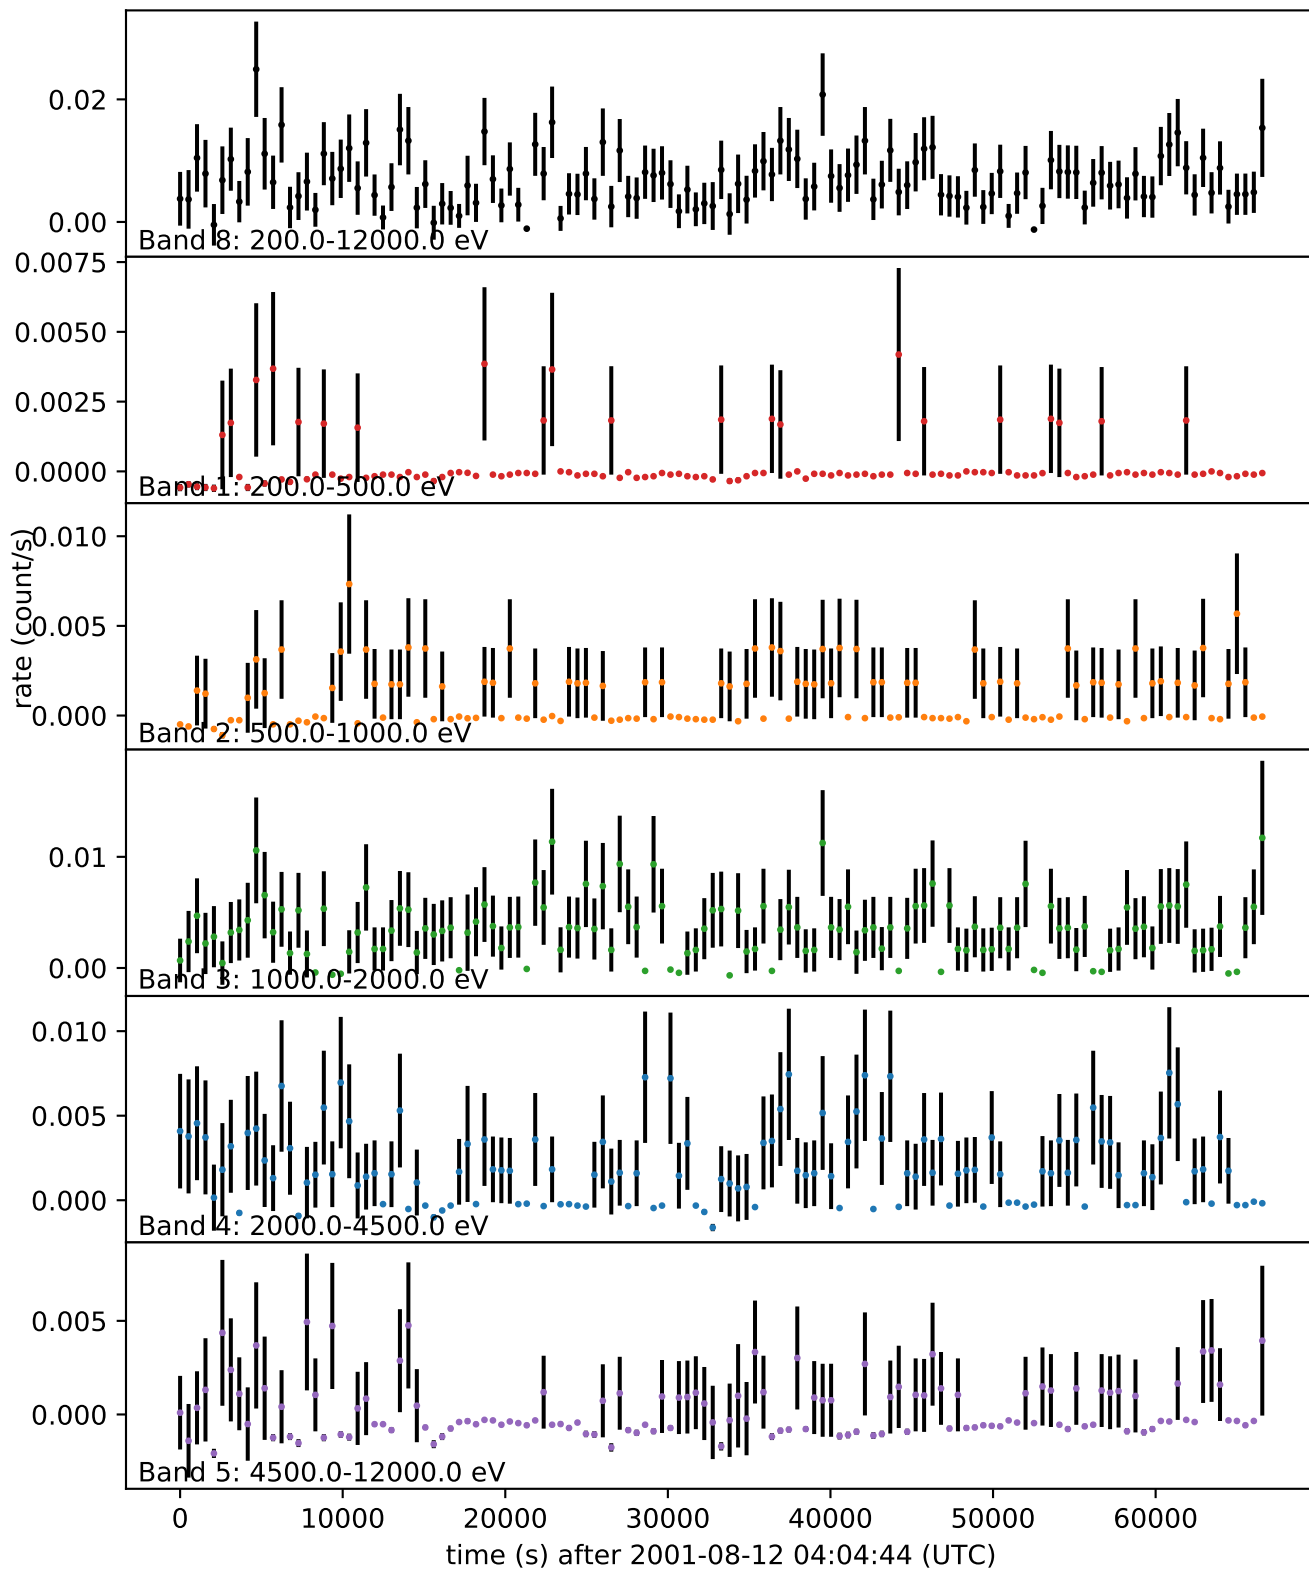 0.02
0.00
Band 8: 200.0-12000.0 eV
0.0075
0.0050
0.0025
0.0000
Band 1: 200.0-500.0 eV
rate (count/s)
0.010
0.005
0.000
Band 2: 500.0-1000.0 eV
0.01
0.00
Band 3: 1000.0-2000.0 eV
0.010
0.005
0.000
Band 4: 2000.0-4500.0 eV
0.005
0.000
Band 5: 4500.0-12000.0 eV
0 10000 20000 30000 40000 50000 60000
time (s) after 2001-08-12 04:04:44 (UTC)